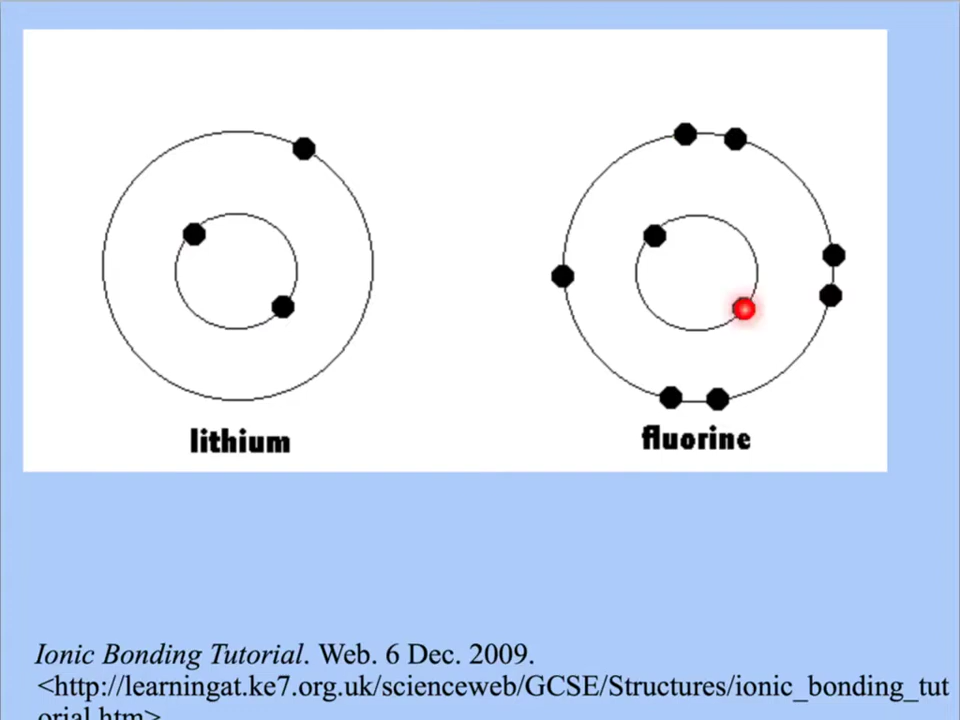 lithium
fluorine
Ionic Bonding Tutorial. Web. 6 Dec. 2009.
<http://learningat.ke7.org.uk/scienceweb/GCSE/Structures/ionic_bonding_tut
orial.htm>